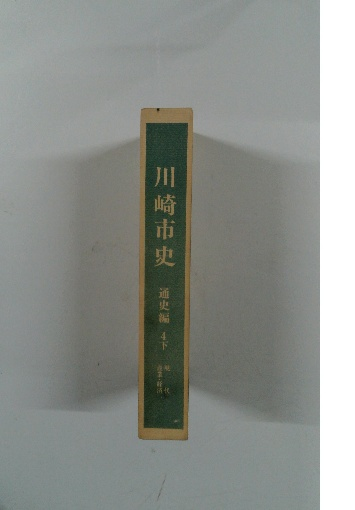 川崎市史
通史編 4下
現代
産業・経済